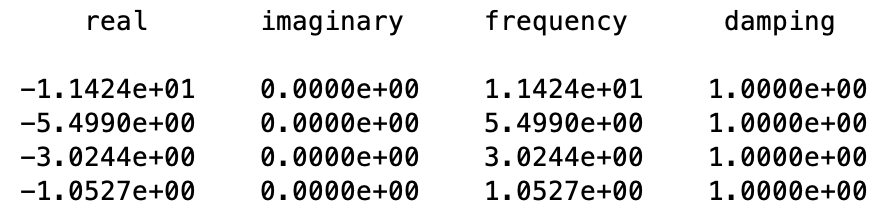 real imaginary frequency damping
-1.1424e+01 0.0000e+00 1.1424e+01 1.0000e+00
-5.4990e+00 0.0000e+00 5.4990e+00 1.0000e+00
-3.0244e+00 0.0000e+00 3.0244e+00 1.0000e+00
-1.0527e+00 0.0000e+00 1.0527e+00 1.0000e+00